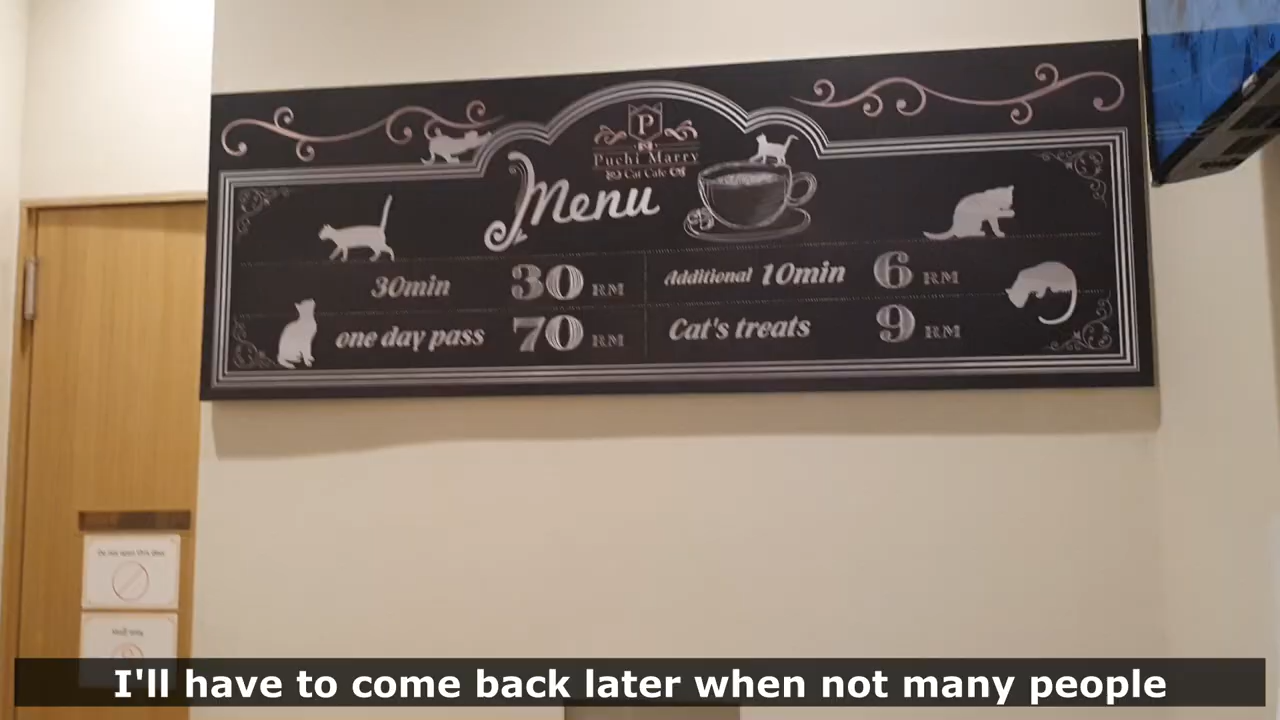 P
Puchi Marry
Cat Cafe
Menu
30min 30 RM
Additional 10min 6 RM
one day pass 70 RM
Cat's treats 9 RM
I'll have to come back later when not many people